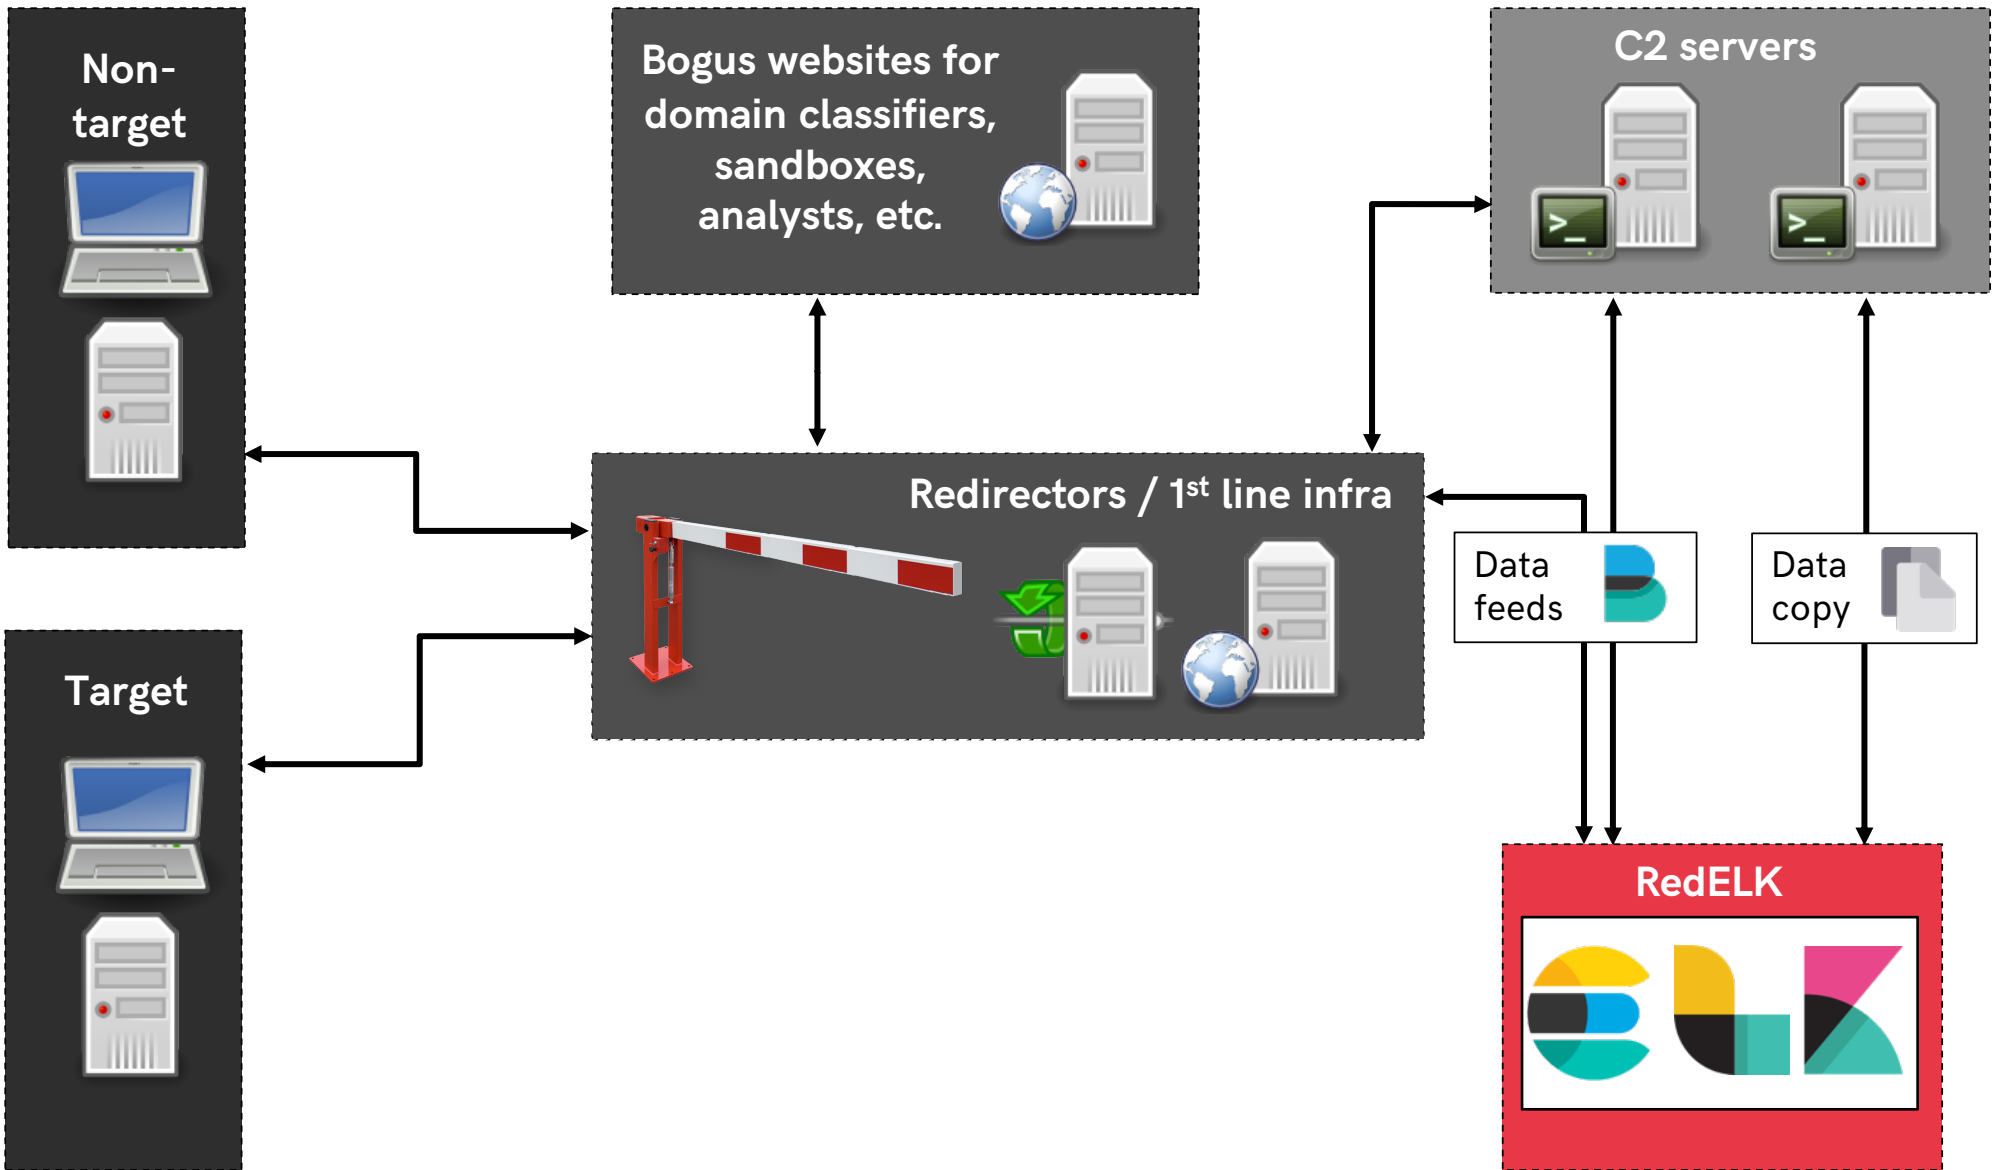 Non-
target
Bogus websites for
domain classifiers,
sandboxes,
analysts, etc.
C2 servers
>_
>_
Redirectors / 1st line infra
Data
feeds
Data
copy
Target
RedELK